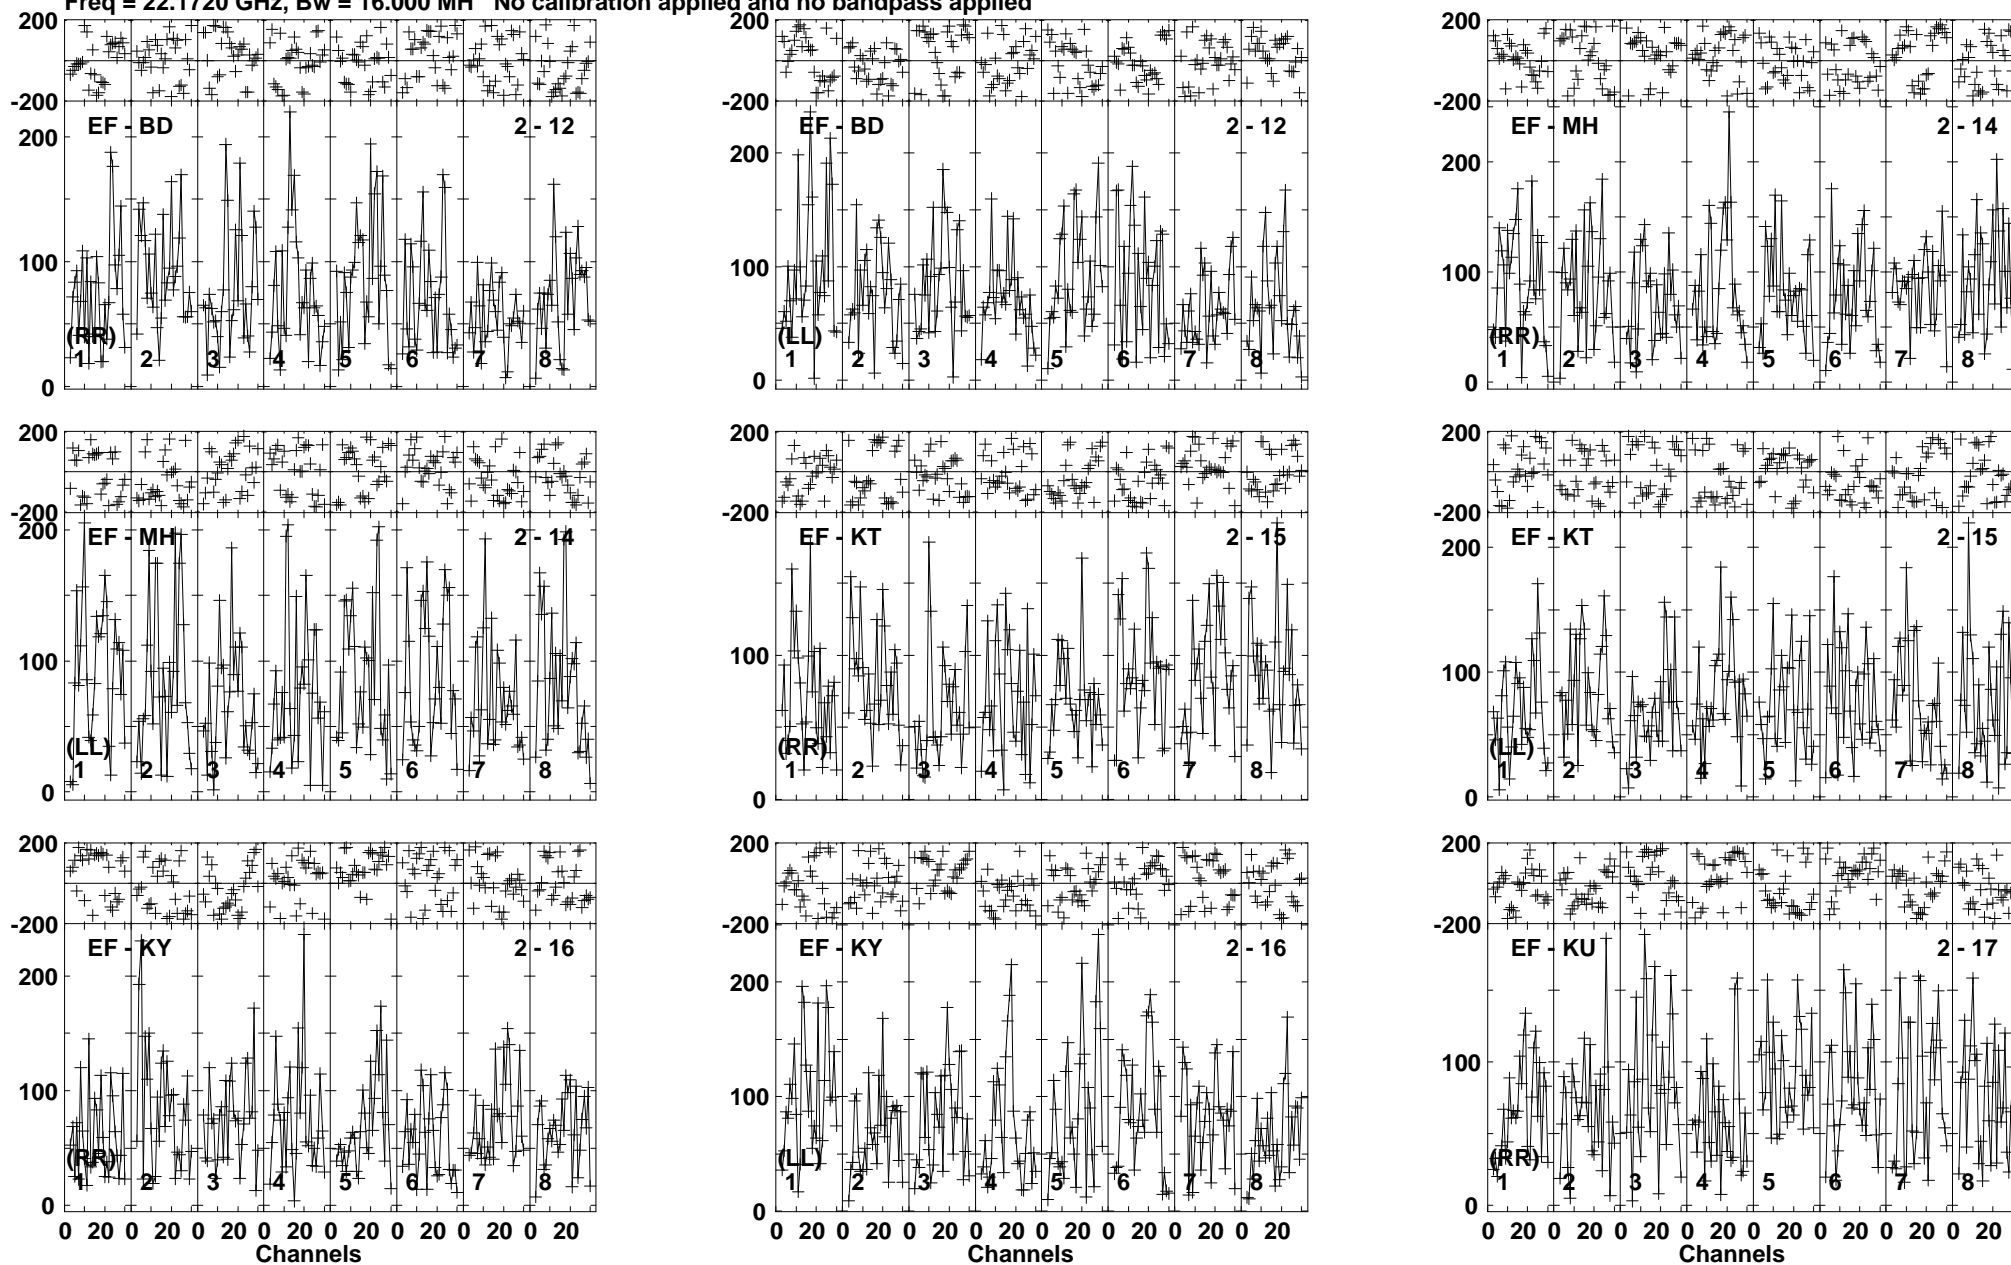 Freq = 22.1720 GHz, Bw = 16.000 MH No calibration applied and no bandpass applied
200 200 200
-200 -200 -200
EF - BD 2 - 12 EF - BD 2 - 12 EF - MH 2 - 14
200 200 200
100 100 100
(RR) (LL) (RR)
1 2 3 4 5 6 7 8 1 2 3 4 5 6 7 8 1 2 3 4 5 6 7 8
0 0 0
200 200 200
-200 -200 -200
EF - MH 2 - 14 EF - KT 2 - 15 EF - KT 2 - 15
200 200
100 100 100
(LL) (RR) (LL)
1 2 3 4 5 6 7 8 1 2 3 4 5 6 7 8 1 2 3 4 5 6 7 8
0 0 0
200 200 200
-200 -200 -200
EF - KY 2 - 16 EF - KY 2 - 16 EF - KU 2 - 17
200 200
100 100 100
(RR) (LL) (RR)
1 2 3 4 5 6 7 8 1 2 3 4 5 6 7 8 1 2 3 4 5 6 7 8
0 0 0
0 20 0 20 0 20 0 20 0 20 0 20 0 20 0 20 0 20 0 20 0 20 0 20 0 20 0 20 0 20 0 20 0 20 0 20 0 20 0 20 0 20 0 20 0 20 0 20
Channels Channels Channels